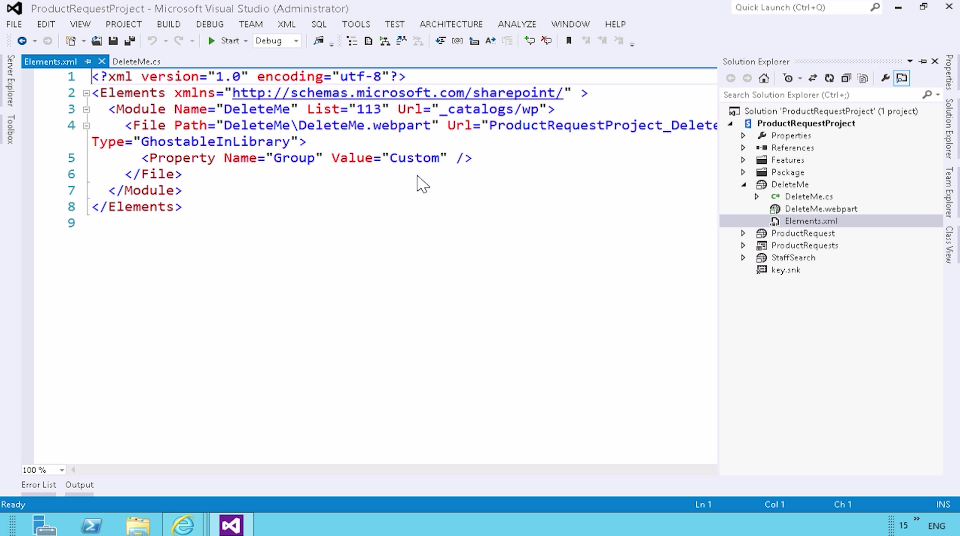 ProductRequestProject - Microsoft Visual Studio (Administrator)
Quick Launch (Ctrl+Q)
FILE EDIT VIEW PROJECT BUILD DEBUG TEAM XML SQL TOOLS TEST ARCHITECTURE ANALYZE WINDOW HELP
Start Debug
Server Explorer
Toolbox
Elements.xml DeleteMe.cs
1 <?xml version="1.0" encoding="utf-8"?>
2 <Elements xmlns="http://schemas.microsoft.com/sharepoint/" >
3 <Module Name="DeleteMe" List="113" Url="_catalogs/wp">
4 <File Path="DeleteMe\DeleteMe.webpart" Url="ProductRequestProject_Delete
Type="GhostableInLibrary">
5 <Property Name="Group" Value="Custom" />
6 </File>
7 </Module>
8 </Elements>
9
100 %
Error List Output
Solution Explorer
Search Solution Explorer (Ctrl+;)
Solution 'ProductRequestProject' (1 project)
ProductRequestProject
Properties
References
Features
Package
DeleteMe
DeleteMe.cs
DeleteMe.webpart
Elements.xml
ProductRequest
ProductRequests
StaffSearch
key.snk
Properties
Solution Explorer
Team Explorer
Class View
Ready Ln 1 Col 1 Ch 1 INS
15 ENG